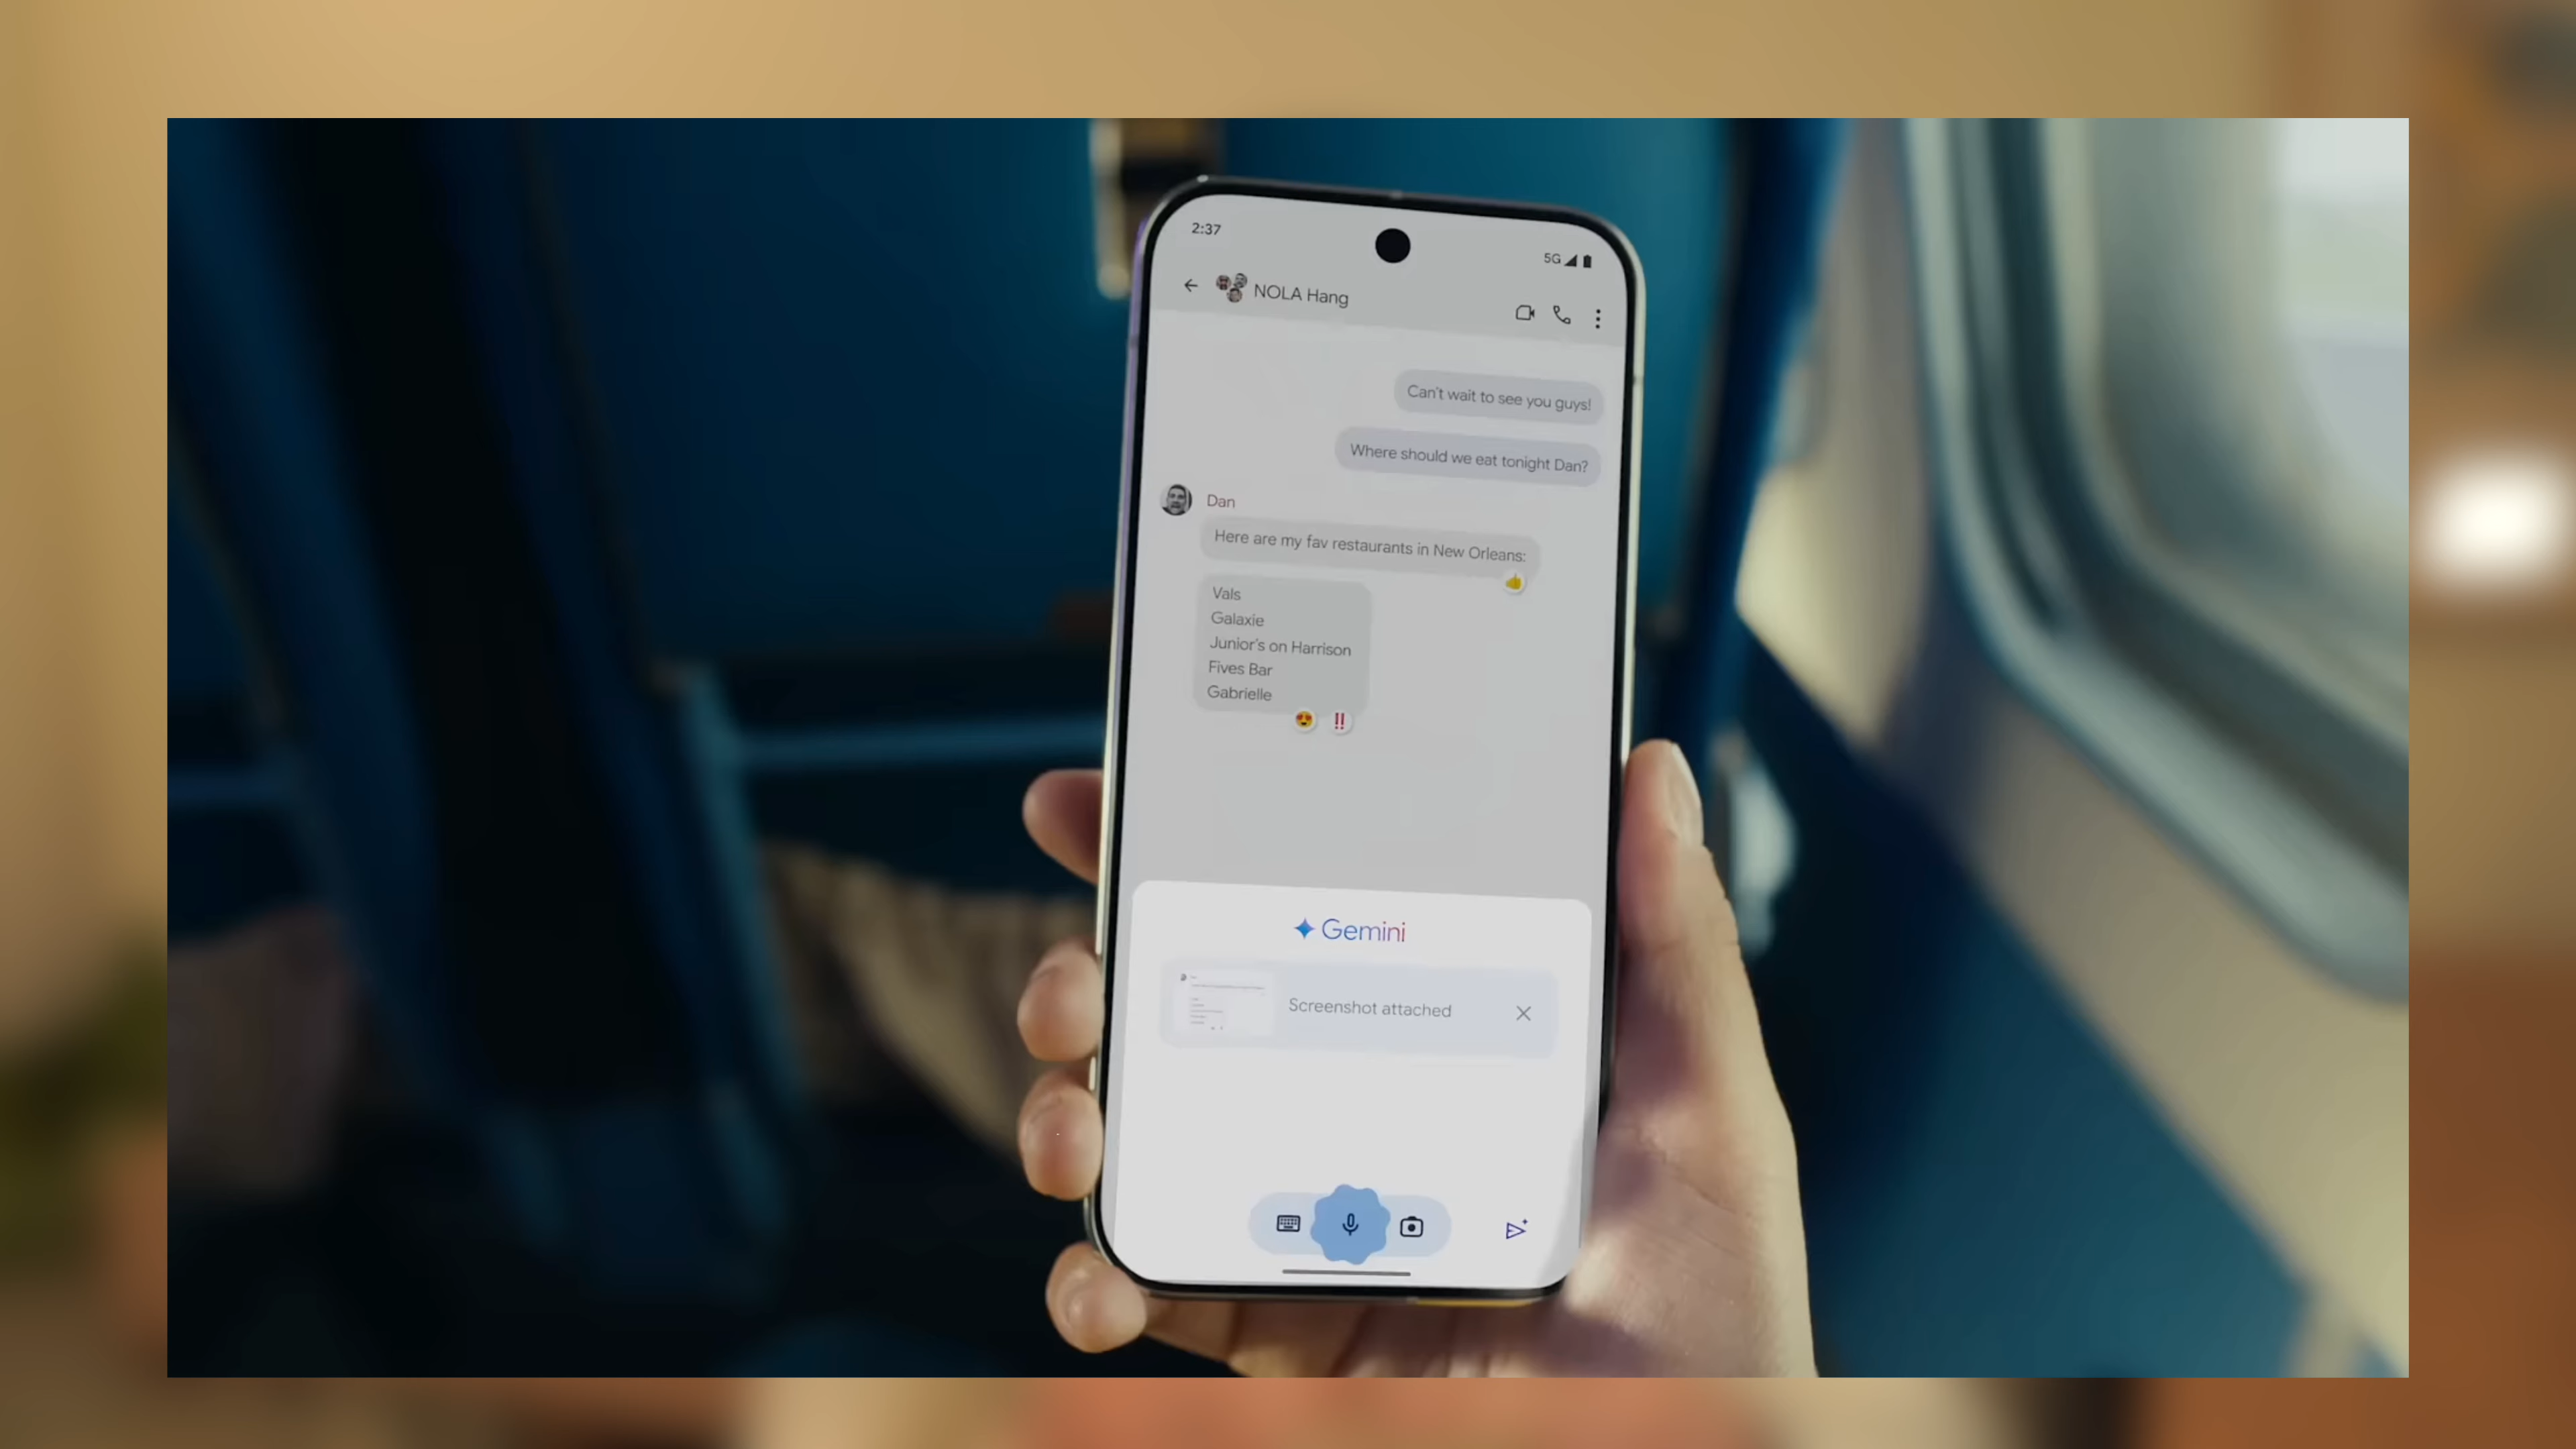 2:37
5G
NOLA Hang
Can't wait to see you guys!
Where should we eat tonight Dan?
Dan
Here are my fav restaurants in New Orleans:
Vals
Galaxie
Junior's on Harrison
Fives Bar
Gabrielle
Gemini
Screenshot attached